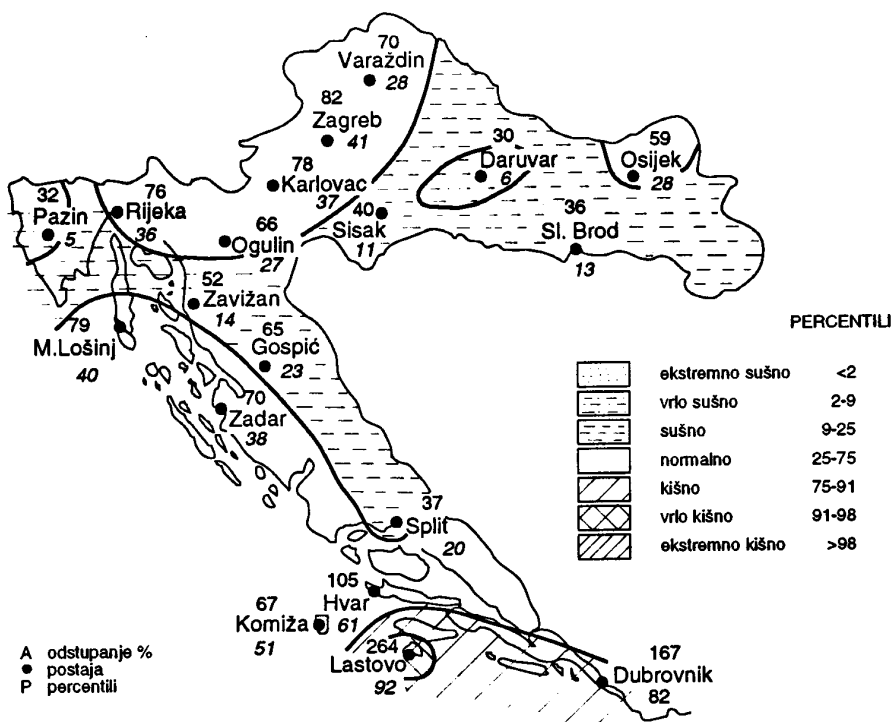 70
Varaždin
28
82
Zagreb
41
30
Daruvar
6
59
Osijek
28
78
Karlovac
37
32
Pazin
5
76
Rijeka
36
40
Sisak
11
36
Sl. Brod
13
66
Ogulin
27
52
Zavižan
14
79
M.Lošinj
40
65
Gospić
23
70
Zadar
38
37
Split
20
105
Hvar
61
67
Komiža
51
264
Lastovo
92
167
Dubrovnik
82
PERCENTILI
ekstremno sušno <2
vrlo sušno 2-9
sušno 9-25
normalno 25-75
kišno 75-91
vrlo kišno 91-98
ekstremno kišno >98
A odstupanje %
● postaja
P percentili